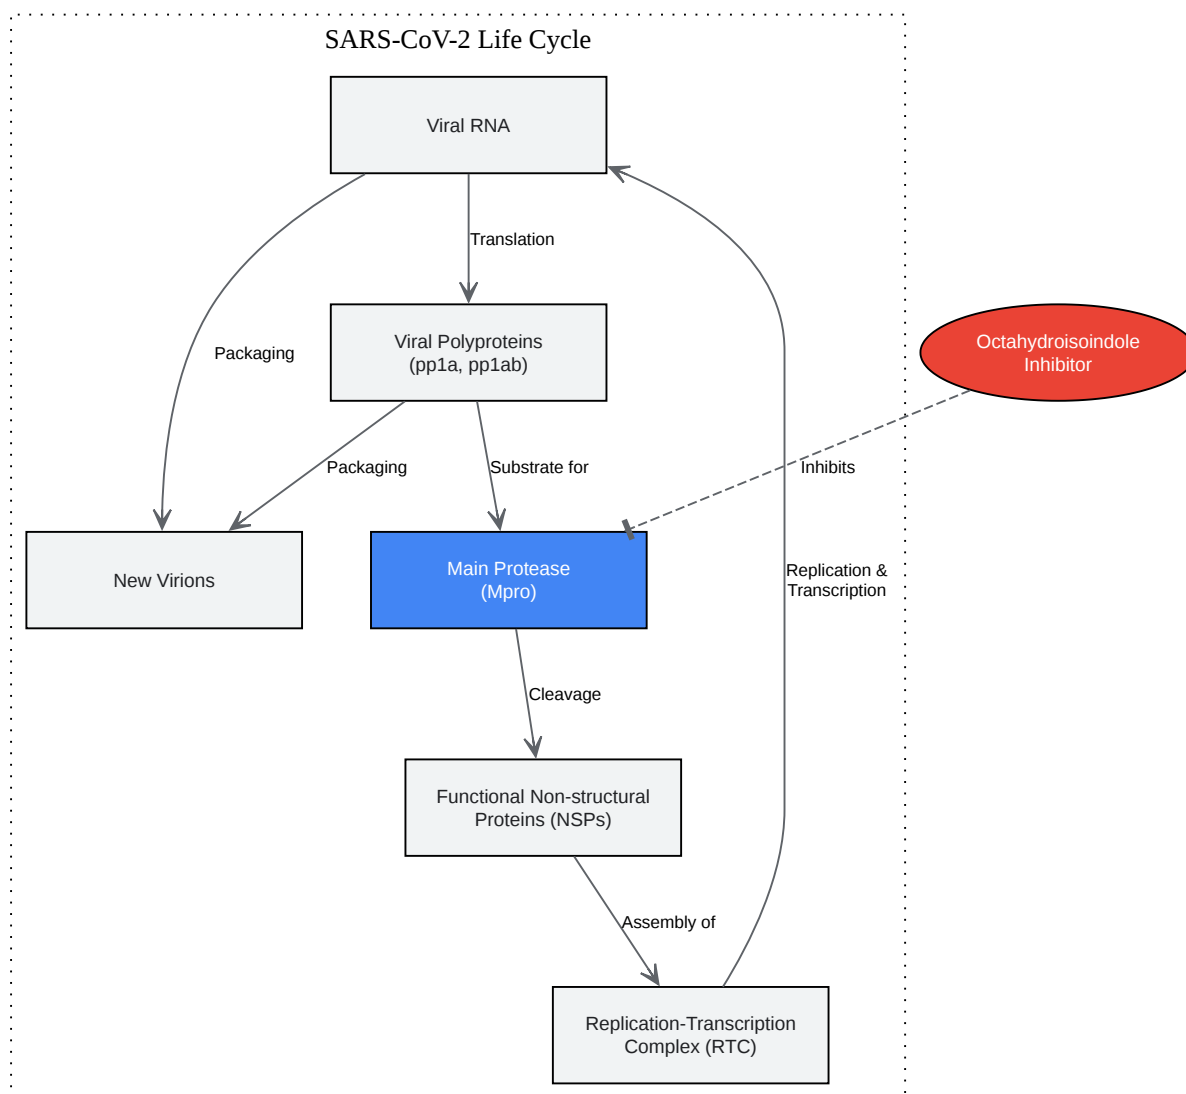 SARS-CoV-2 Life Cycle
Viral RNA
Translation
Viral Polyproteins
(pp1a, pp1ab)
Octahydroisoindole
Inhibitor
Packaging
Packaging
Substrate for
Inhibits
New Virions
Main Protease
(Mpro)
Replication &
Transcription
Cleavage
Functional Non-structural
Proteins (NSPs)
Assembly of
Replication-Transcription
Complex (RTC)